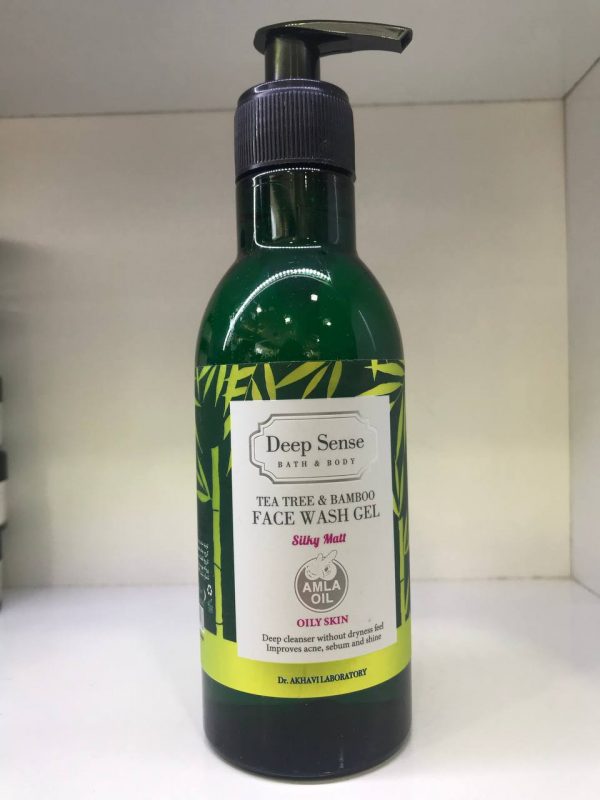 Deep Sense
BATH & BODY
TEA TREE & BAMBOO
FACE WASH GEL
Silky Matt
AMLA
OIL
OILY SKIN
Deep cleanser without dryness feel
Improves acne, sebum and shine
Dr. AKHAVI LABORATORY